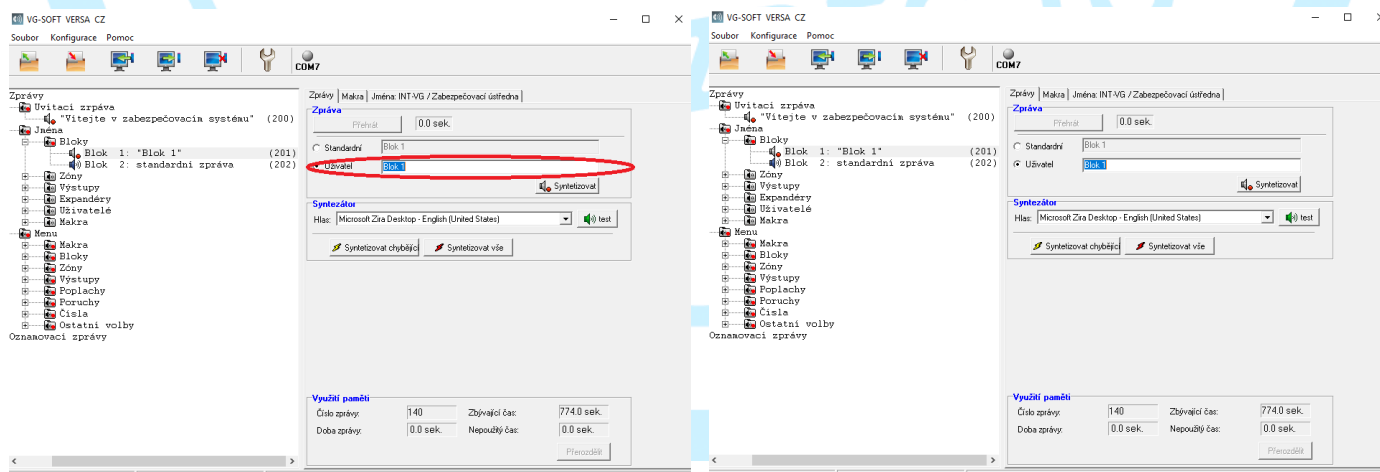 VG-SOFT VERSA CZ
Soubor Konfigurace Pomoc
COM7
Zprávy
Uvítací zrpáva
"Vítejte v zabezpečovacím systému" (200)
Jména
Bloky
Blok 1: "Blok 1" (201)
Blok 2: standardní zpráva (202)
Zóny
Výstupy
Expandéry
Uživatelé
Makra
Menu
Makra
Bloky
Zóny
Výstupy
Poplachy
Poruchy
Čísla
Ostatní volby
Oznamovací zprávy
Zprávy Makra Jména: INT-VG / Zabezpečovací ústředna
Zpráva
Přehrát 0.0 sek.
Standardní Blok 1
Uživatel Blok 1
Syntetizovat
Syntezátor
Hlas: Microsoft Zira Desktop - English (United States) test
Syntetizovat chybějící Syntetizovat vše
Využití paměti
Číslo zprávy: 140 Zbývající čas: 774.0 sek.
Doba zprávy: 0.0 sek. Nepoužitý čas: 0.0 sek.
Přerozdělit
VG-SOFT VERSA CZ
Soubor Konfigurace Pomoc
COM7
Zprávy
Uvítací zrpáva
"Vítejte v zabezpečovacím systému" (200)
Jména
Bloky
Blok 1: "Blok 1" (201)
Blok 2: standardní zpráva (202)
Zóny
Výstupy
Expandéry
Uživatelé
Makra
Menu
Makra
Bloky
Zóny
Výstupy
Poplachy
Poruchy
Čísla
Ostatní volby
Oznamovací zprávy
Zprávy Makra Jména: INT-VG / Zabezpečovací ústředna
Zpráva
Přehrát 0.0 sek.
Standardní Blok 1
Uživatel Blok 1
Syntetizovat
Syntezátor
Hlas: Microsoft Zira Desktop - English (United States) test
Syntetizovat chybějící Syntetizovat vše
Využití paměti
Číslo zprávy: 140 Zbývající čas: 774.0 sek.
Doba zprávy: 0.0 sek. Nepoužitý čas: 0.0 sek.
Přerozdělit